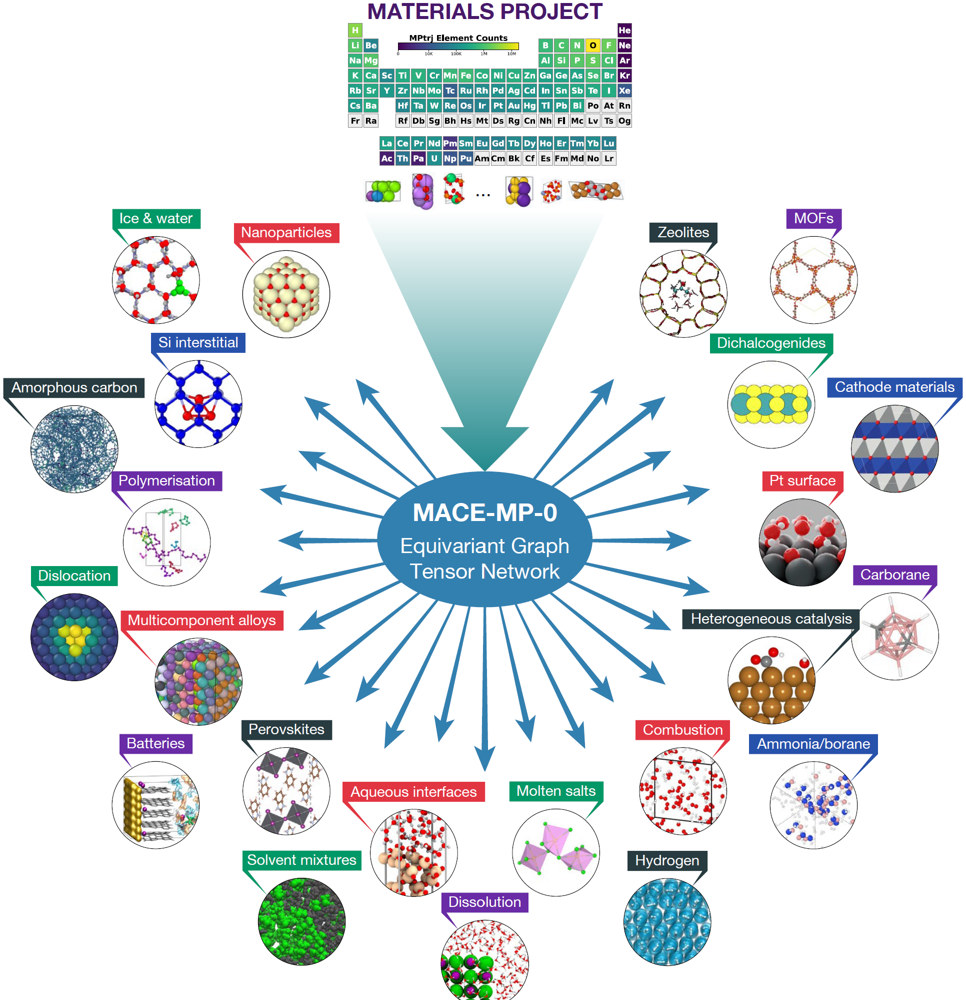 MATERIALS PROJECT
H He
MPtrj Element Counts
Li Be B C N O F Ne
0 10K 100K 1M 10M
Na Mg Al Si P S Cl Ar
K Ca Sc Ti V Cr Mn Fe Co Ni Cu Zn Ga Ge As Se Br Kr
Rb Sr Y Zr Nb Mo Tc Ru Rh Pd Ag Cd In Sn Sb Te I Xe
Cs Ba Hf Ta W Re Os Ir Pt Au Hg Tl Pb Bi Po At Rn
Fr Ra Rf Db Sg Bh Hs Mt Ds Rg Cn Nh Fl Mc Lv Ts Og
La Ce Pr Nd Pm Sm Eu Gd Tb Dy Ho Er Tm Yb Lu
Ac Th Pa U Np Pu Am Cm Bk Cf Es Fm Md No Lr
...
Ice & water
Nanoparticles
Zeolites
MOFs
Si interstitial
Dichalcogenides
Amorphous carbon
Cathode materials
Polymerisation
Pt surface
MACE-MP-0
Equivariant Graph
Tensor Network
Dislocation
Carborane
Multicomponent alloys
Heterogeneous catalysis
Batteries
Perovskites
Combustion
Ammonia/borane
Aqueous interfaces
Molten salts
Solvent mixtures
Hydrogen
Dissolution